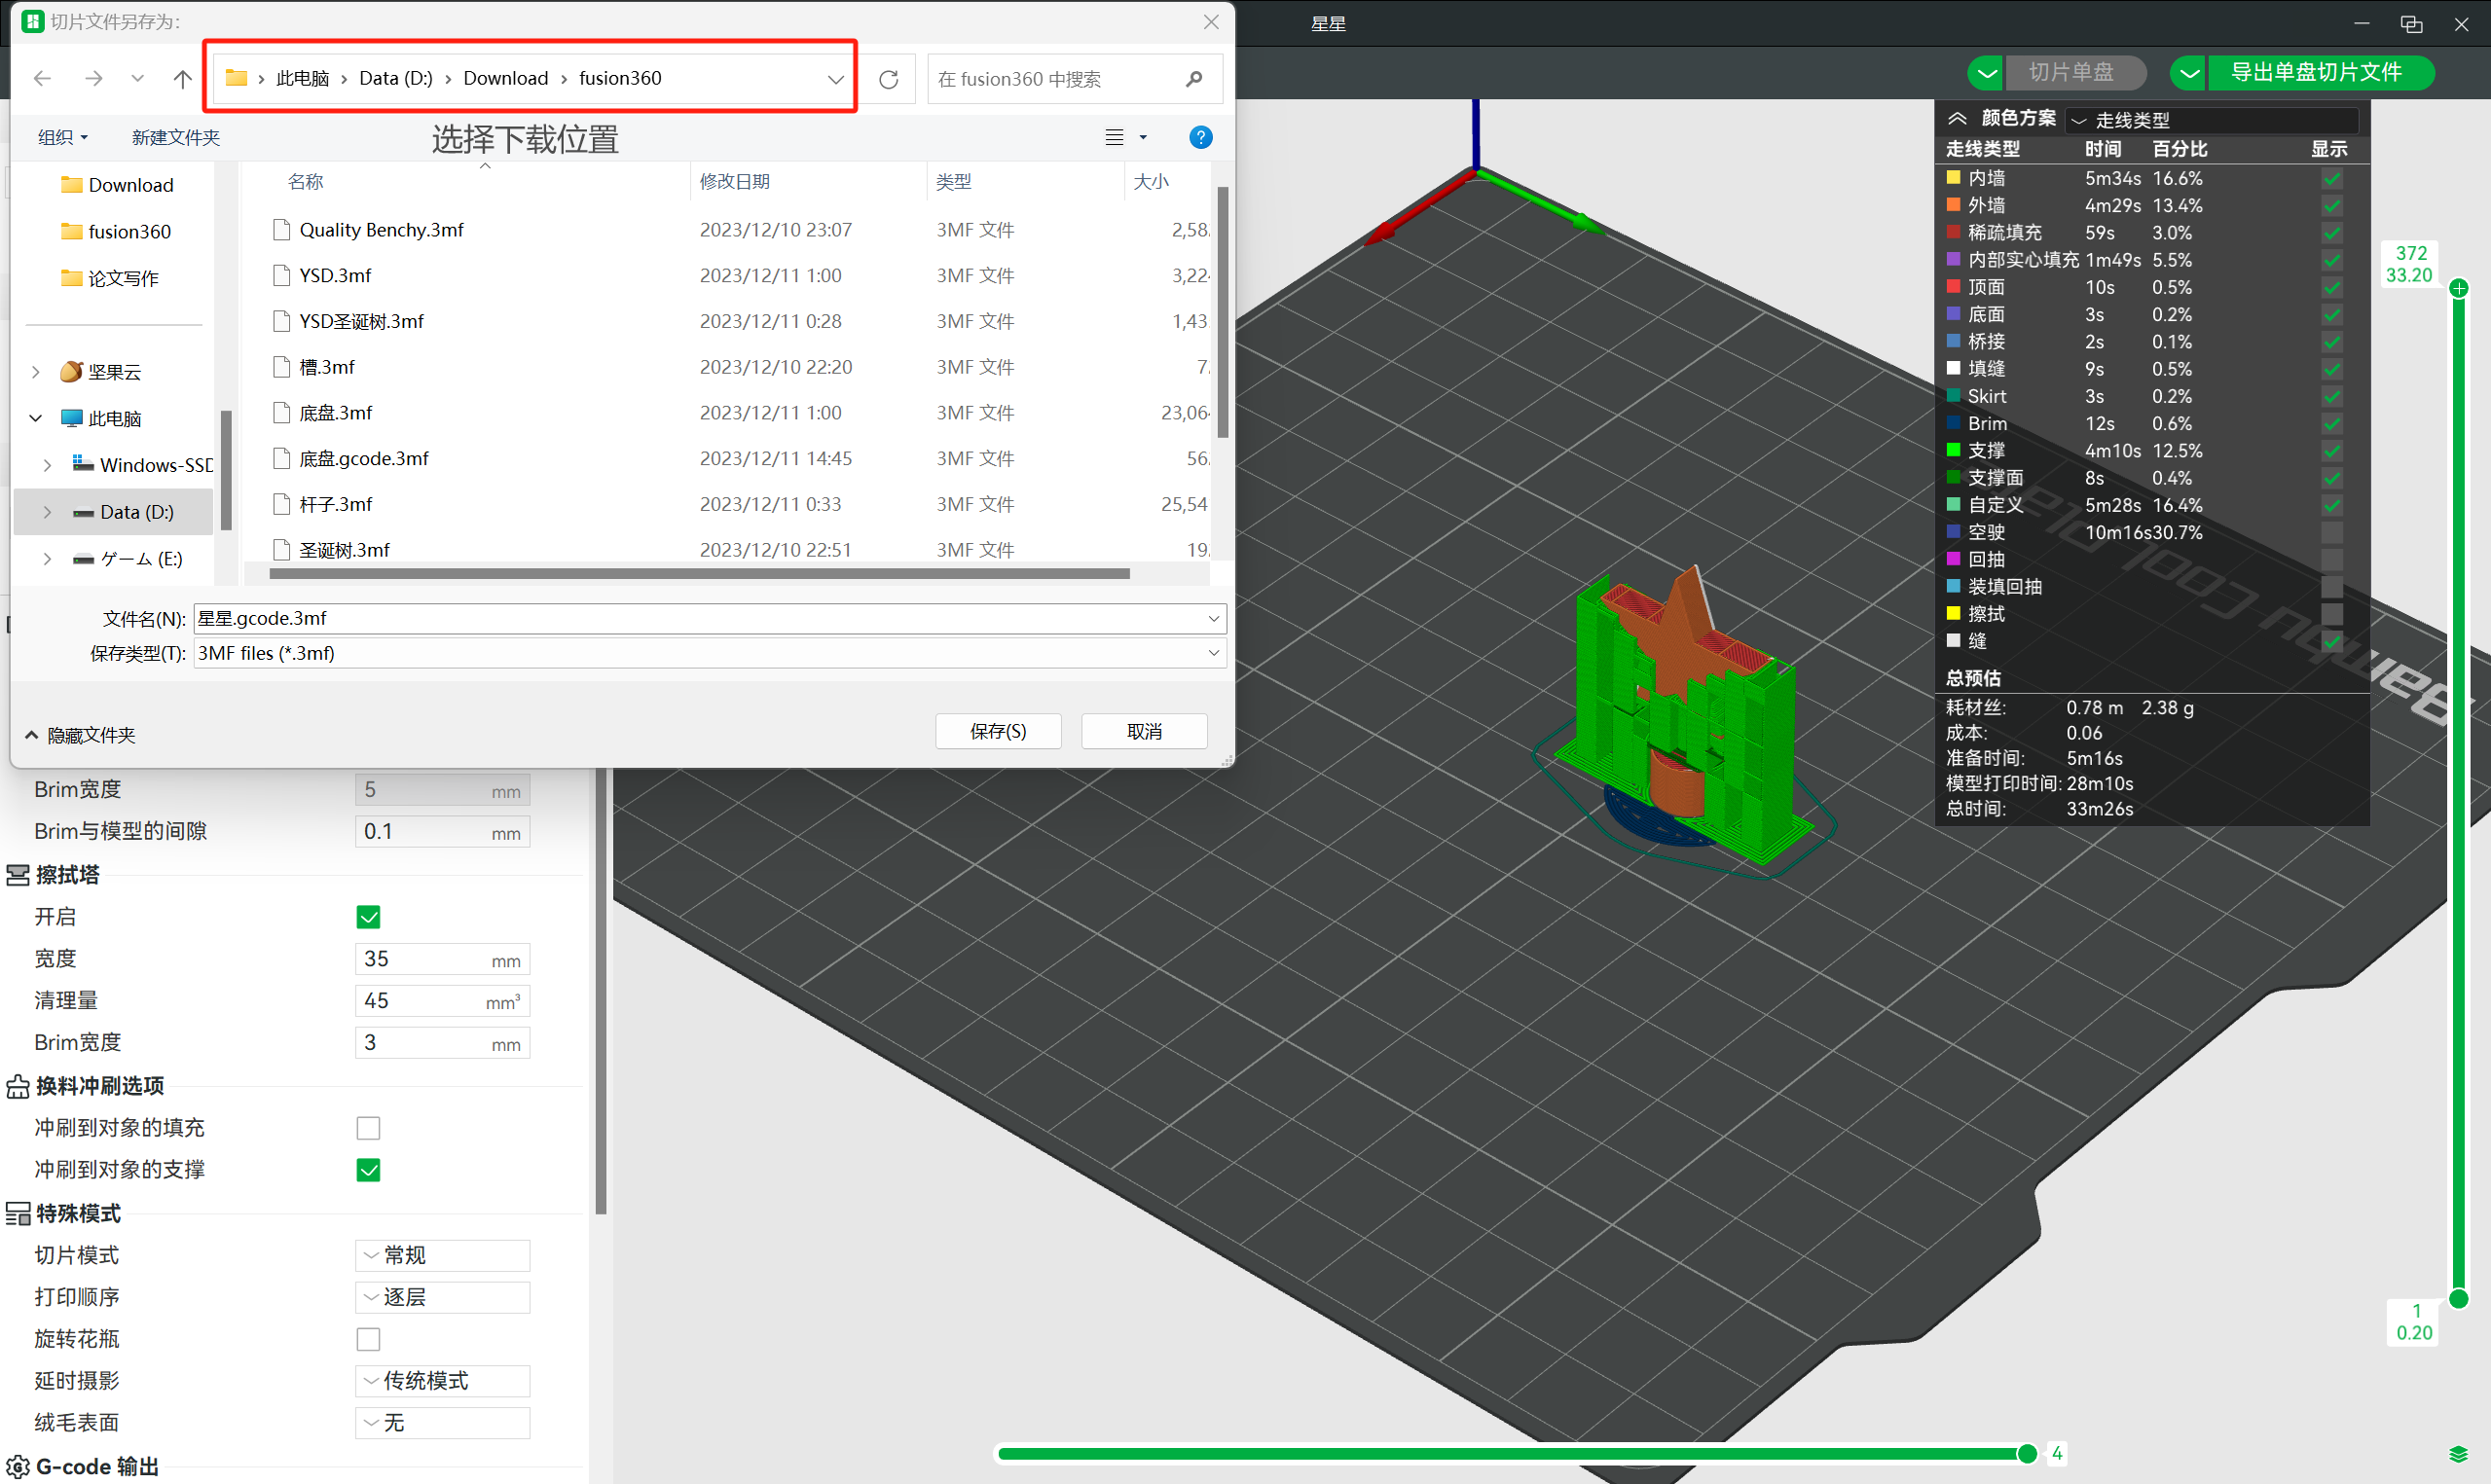 切片文件另存为:
星星
此电脑 › Data (D:) › Download › fusion360
在 fusion360 中搜索
切片单盘
导出单盘切片文件
组织
新建文件夹
选择下载位置
名称 修改日期 类型 大小
Download
fusion360
论文写作
坚果云
此电脑
Windows-SSD
Data (D:)
ゲーム (E:)
Quality Benchy.3mf 2023/12/10 23:07 3MF 文件 2,58
YSD.3mf 2023/12/11 1:00 3MF 文件 3,224
YSD圣诞树.3mf 2023/12/11 0:28 3MF 文件 1,43
槽.3mf 2023/12/10 22:20 3MF 文件 7
底盘.3mf 2023/12/11 1:00 3MF 文件 23,064
底盘.gcode.3mf 2023/12/11 14:45 3MF 文件 56
杆子.3mf 2023/12/11 0:33 3MF 文件 25,54
圣诞树.3mf 2023/12/10 22:51 3MF 文件 19
文件名(N): 星星.gcode.3mf
保存类型(T): 3MF files (*.3mf)
隐藏文件夹
保存(S)
取消
Brim宽度 5 mm
Brim与模型的间隙 0.1 mm
擦拭塔
开启
宽度 35 mm
清理量 45 mm³
Brim宽度 3 mm
换料冲刷选项
冲刷到对象的填充
冲刷到对象的支撑
特殊模式
切片模式 常规
打印顺序 逐层
旋转花瓶
延时摄影 传统模式
绒毛表面 无
G-code 输出
颜色方案 走线类型
走线类型 时间 百分比 显示
内墙 5m34s 16.6%
外墙 4m29s 13.4%
稀疏填充 59s 3.0%
内部实心填充 1m49s 5.5%
顶面 10s 0.5%
底面 3s 0.2%
桥接 2s 0.1%
填缝 9s 0.5%
Skirt 3s 0.2%
Brim 12s 0.6%
支撑 4m10s 12.5%
支撑面 8s 0.4%
自定义 5m28s 16.4%
空驶 10m16s 30.7%
回抽
装填回抽
擦拭
缝
总预估
耗材丝: 0.78 m 2.38 g
成本: 0.06
准备时间: 5m16s
模型打印时间: 28m10s
总时间: 33m26s
Bambu Cool Plate
372
33.20
1
0.20
4